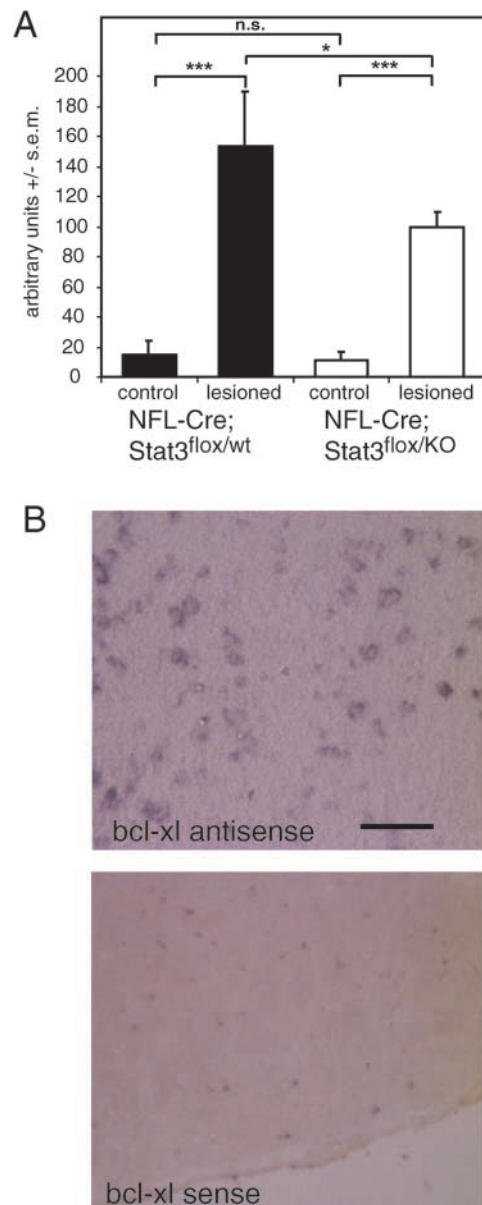 A
n.s.
*
*** ***
200
180
160
140
120
100
80
60
40
20
0
arbitrary units +/- s.e.m.
control lesioned control lesioned
NFL-Cre; NFL-Cre;
Stat3flox/wt Stat3flox/KO
B
bcl-xl antisense
bcl-xl sense